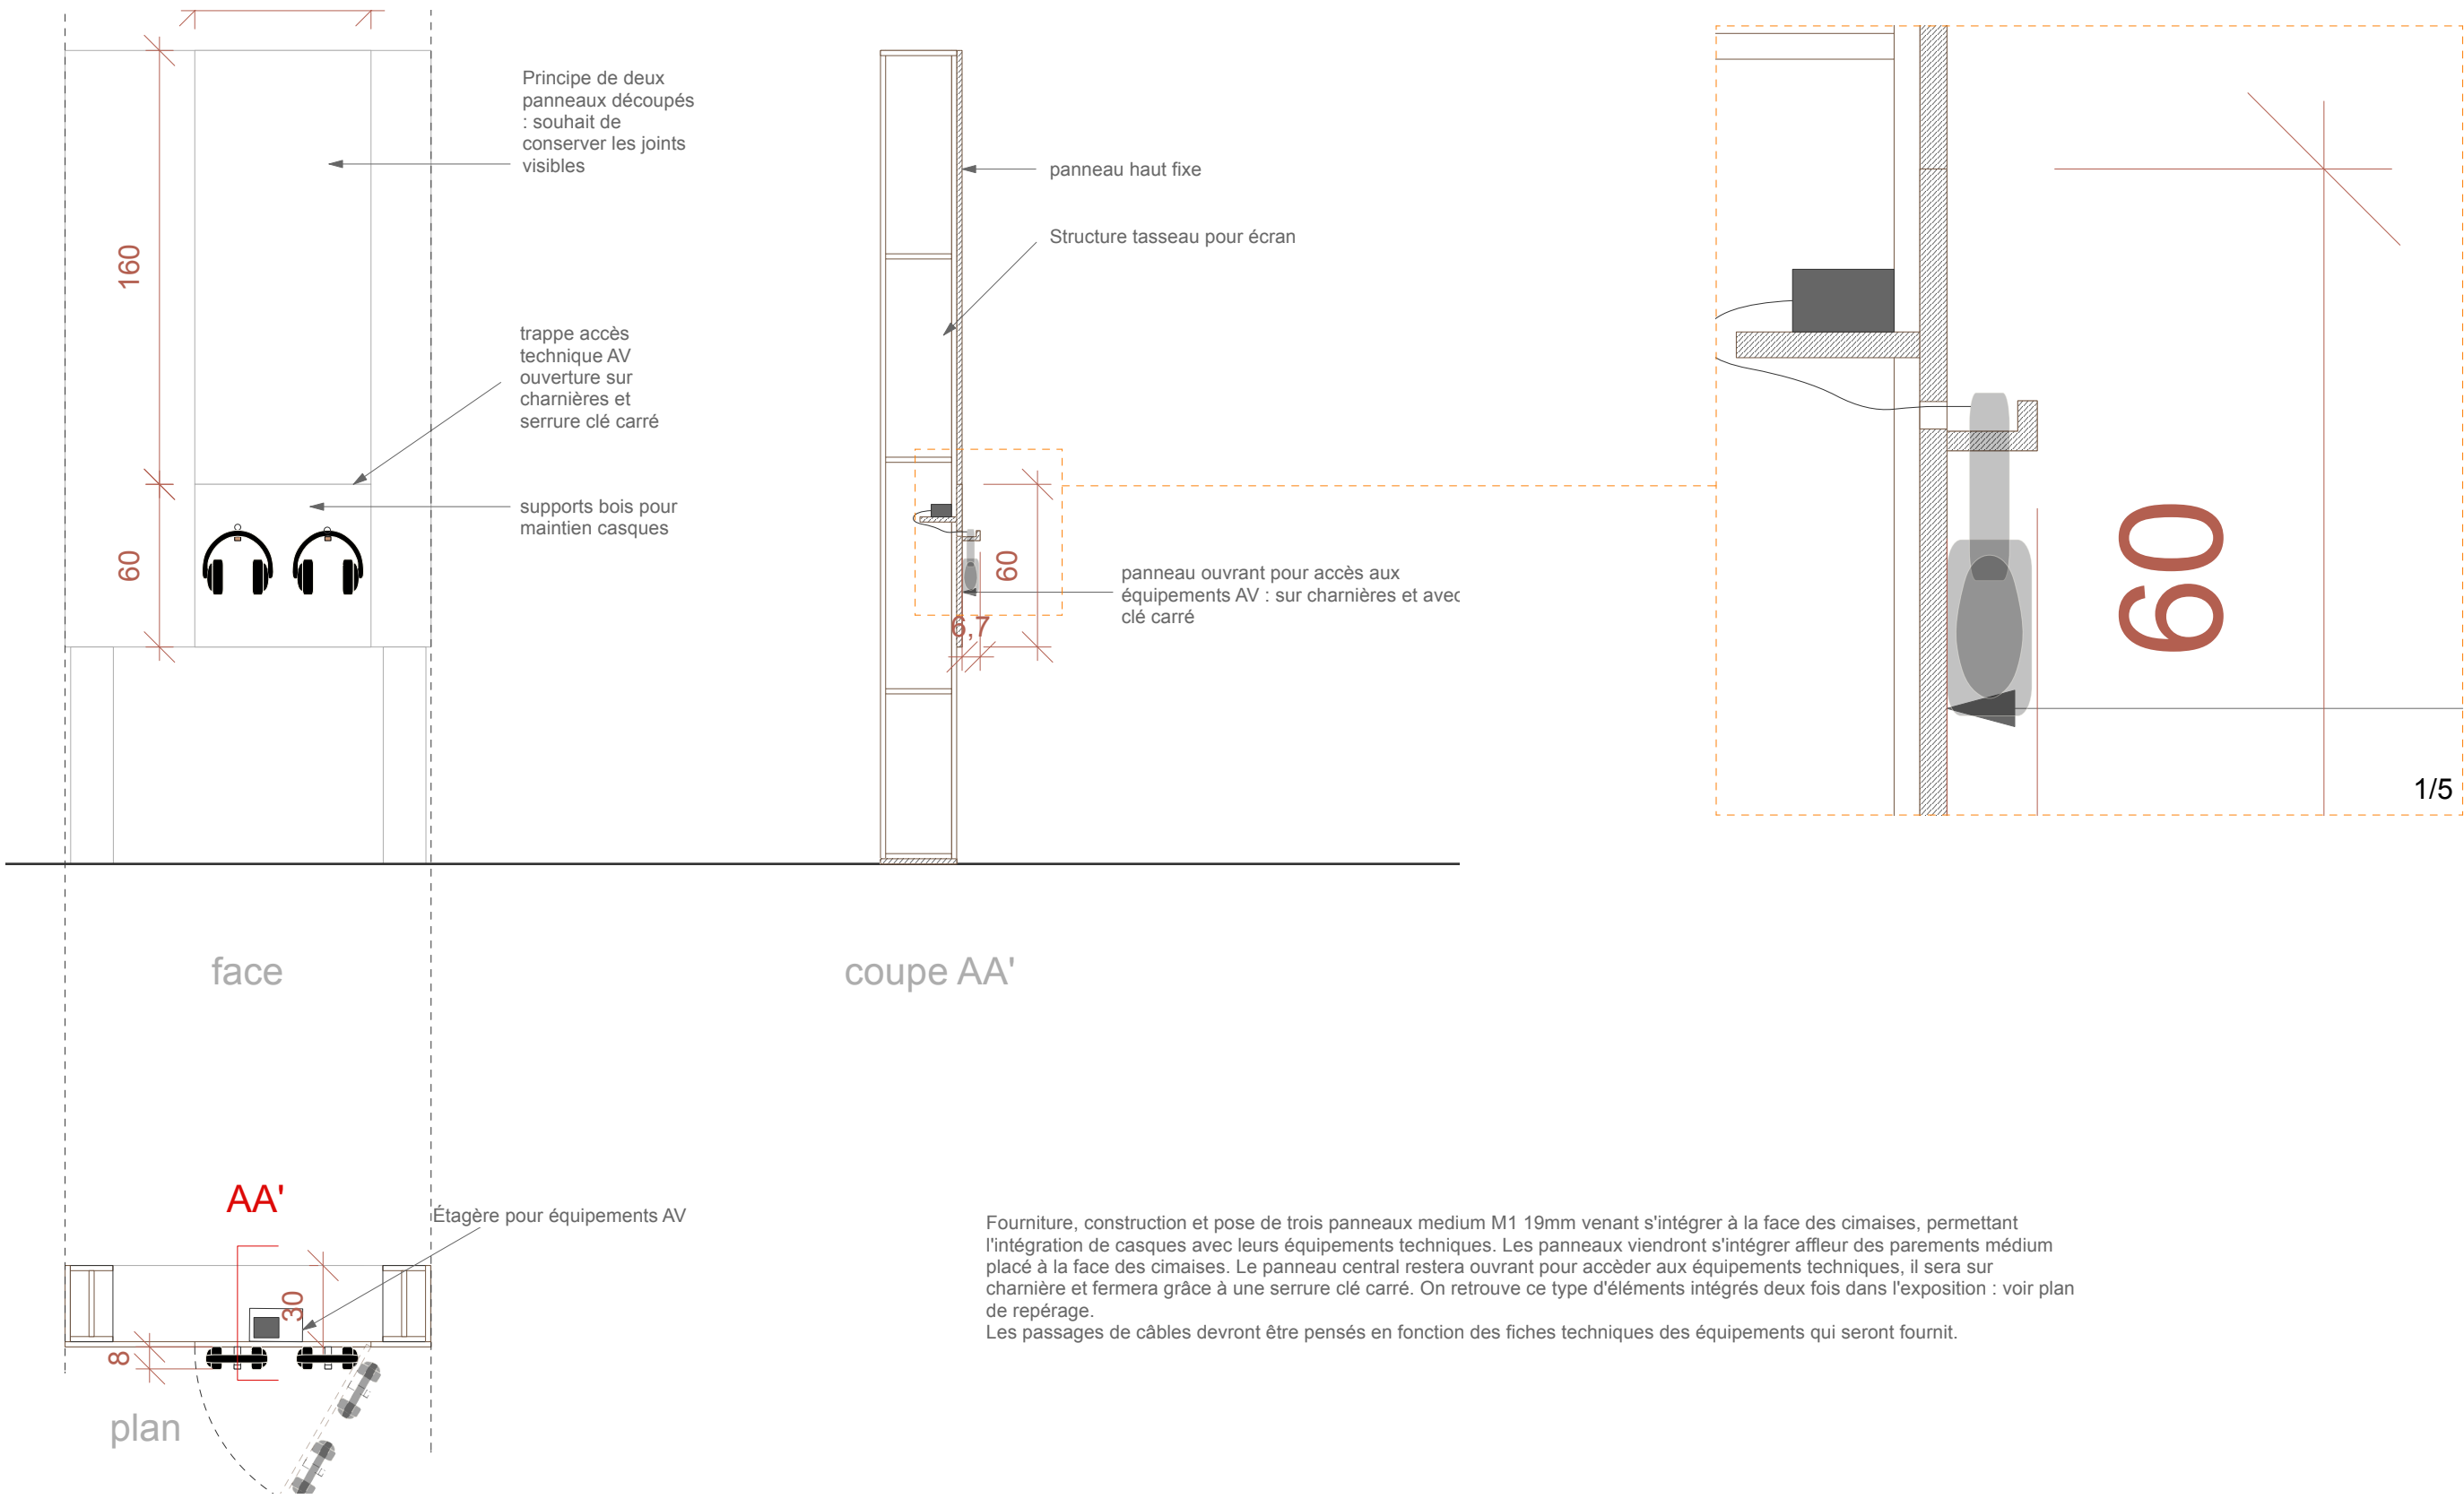 Principe de deux
panneaux découpés
: souhait de
conserver les joints
visibles
160
trappe accès
technique AV
ouverture sur
charnières et
serrure clé carré
supports bois pour
maintien casques
60
panneau haut fixe
Structure tasseau pour écran
60
panneau ouvrant pour accès aux
équipements AV : sur charnières et avec
clé carré
6,7
60
1/5
face
coupe AA'
AA'
Étagère pour équipements AV
30
8
plan
Fourniture, construction et pose de trois panneaux medium M1 19mm venant s'intégrer à la face des cimaises, permettant
l'intégration de casques avec leurs équipements techniques. Les panneaux viendront s'intégrer affleur des parements médium
placé à la face des cimaises. Le panneau central restera ouvrant pour accèder aux équipements techniques, il sera sur
charnière et fermera grâce à une serrure clé carré. On retrouve ce type d'éléments intégrés deux fois dans l'exposition : voir plan
de repérage.
Les passages de câbles devront être pensés en fonction des fiches techniques des équipements qui seront fournit.